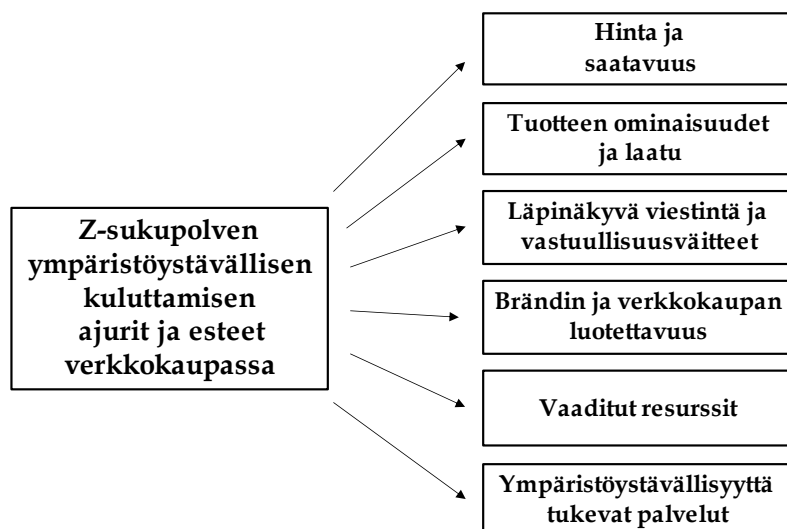 Hinta ja
saatavuus
Tuotteen ominaisuudet
ja laatu
Z-sukupolven
ympäristöystävällisen
kuluttamisen
ajurit ja esteet
verkkokaupassa
Läpinäkyvä viestintä ja
vastuullisuusväitteet
Brändin ja verkkokaupan
luotettavuus
Vaaditut resurssit
Ympäristöystävällisyyttä
tukevat palvelut